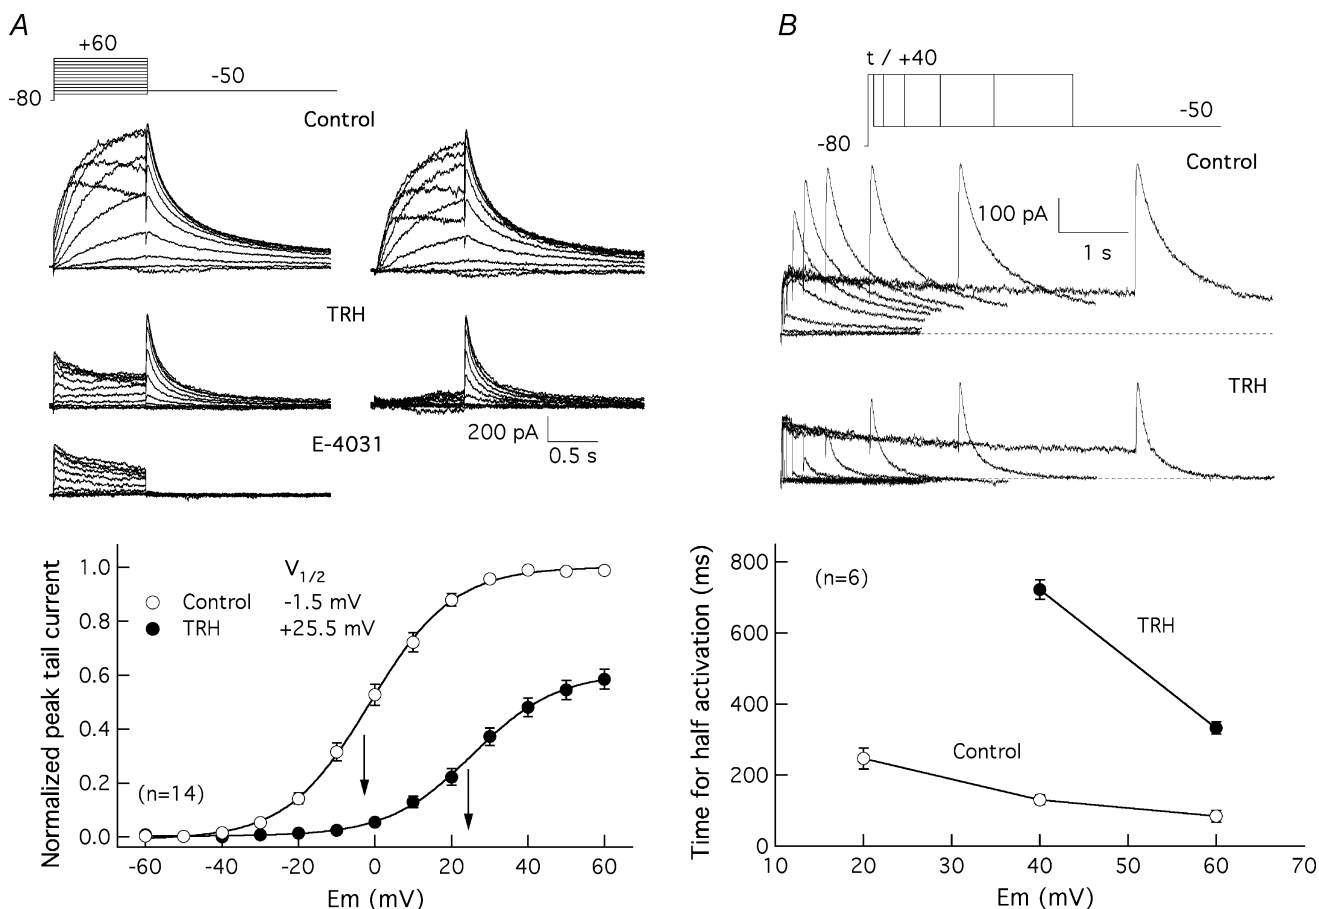 A
+60
-50
-80
Control
TRH
E-4031
200 pA
0.5 s
Normalized peak tail current
1.0
0.8
0.6
0.4
0.2
0.0
V1/2
Control -1.5 mV
TRH +25.5 mV
(n=14)
-60 -40 -20 0 20 40 60
Em (mV)
B
t / +40
-50
-80
Control
100 pA
1 s
TRH
Time for half activation (ms)
800
600
400
200
0
(n=6)
TRH
Control
10 20 30 40 50 60 70
Em (mV)